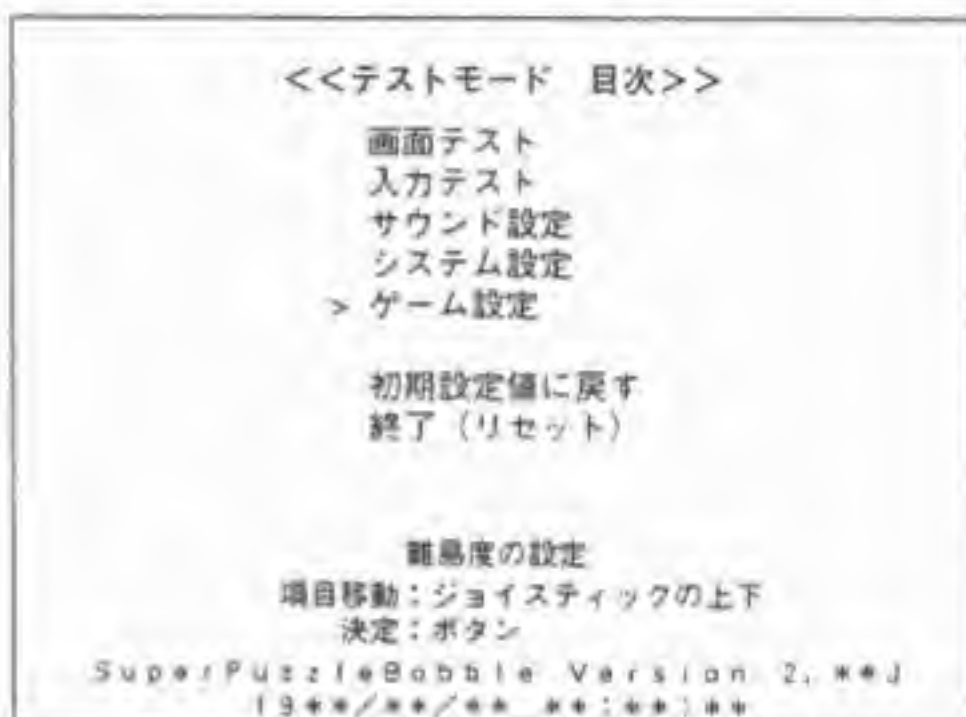 <<テストモード 目次>>
画面テスト
入力テスト
サウンド設定
システム設定
> ゲーム設定
初期設定値に戻す
終了（リセット）
難易度の設定
項目移動：ジョイスティックの上下
決定：ボタン
SuperPuzzleBobble Version 2.**J
19**/**/** **:**:**